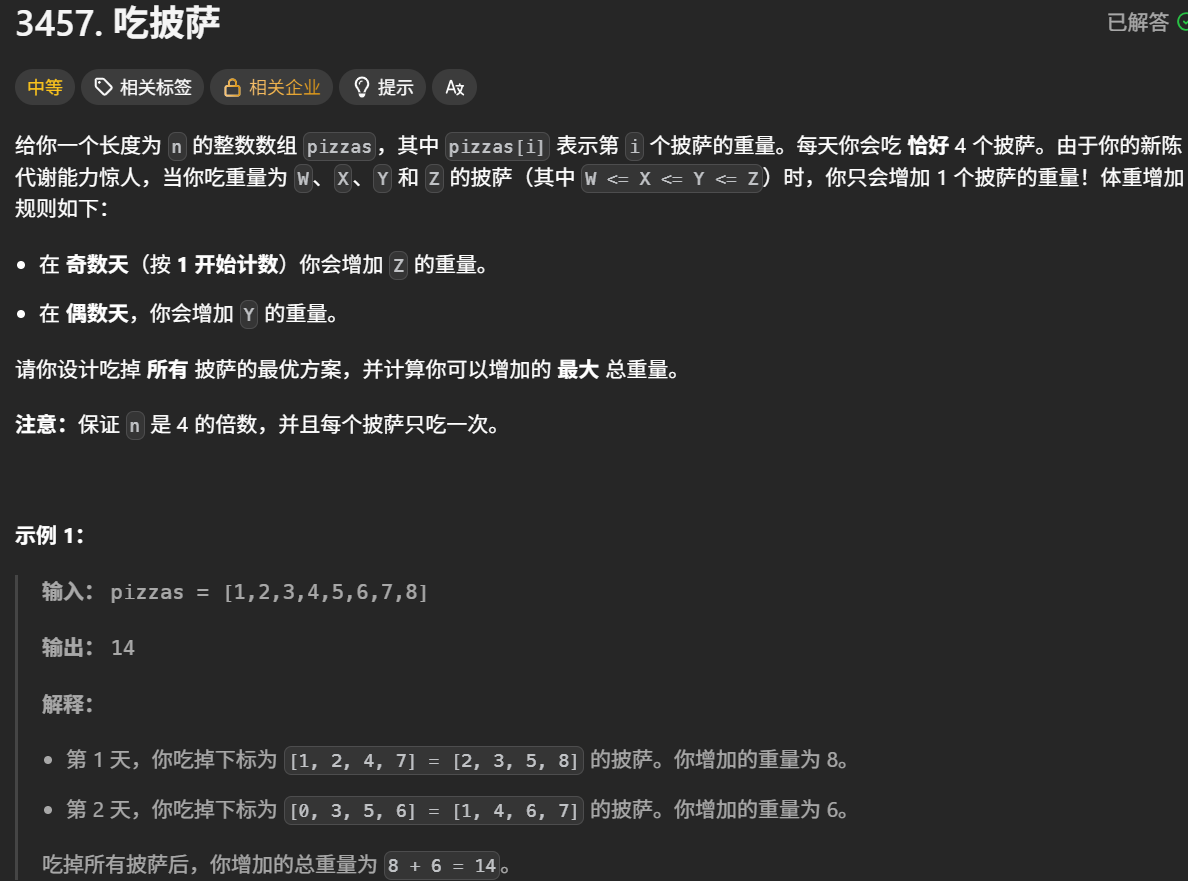 3457. 吃披萨
已解答
中等 相关标签 相关企业 提示
给你一个长度为 n 的整数数组 pizzas，其中 pizzas[i] 表示第 i 个披萨的重量。每天你会吃 恰好 4 个披萨。由于你的新陈
代谢能力惊人，当你吃重量为 W、X、Y 和 Z 的披萨（其中 W <= X <= Y <= Z）时，你只会增加 1 个披萨的重量！体重增加
规则如下：
• 在 奇数天（按 1 开始计数）你会增加 Z 的重量。
• 在 偶数天，你会增加 Y 的重量。
请你设计吃掉 所有 披萨的最优方案，并计算你可以增加的 最大 总重量。
注意：保证 n 是 4 的倍数，并且每个披萨只吃一次。
示例 1：
输入： pizzas = [1,2,3,4,5,6,7,8]
输出： 14
解释：
• 第 1 天，你吃掉下标为 [1, 2, 4, 7] = [2, 3, 5, 8] 的披萨。你增加的重量为 8。
• 第 2 天，你吃掉下标为 [0, 3, 5, 6] = [1, 4, 6, 7] 的披萨。你增加的重量为 6。
吃掉所有披萨后，你增加的总重量为 8 + 6 = 14。